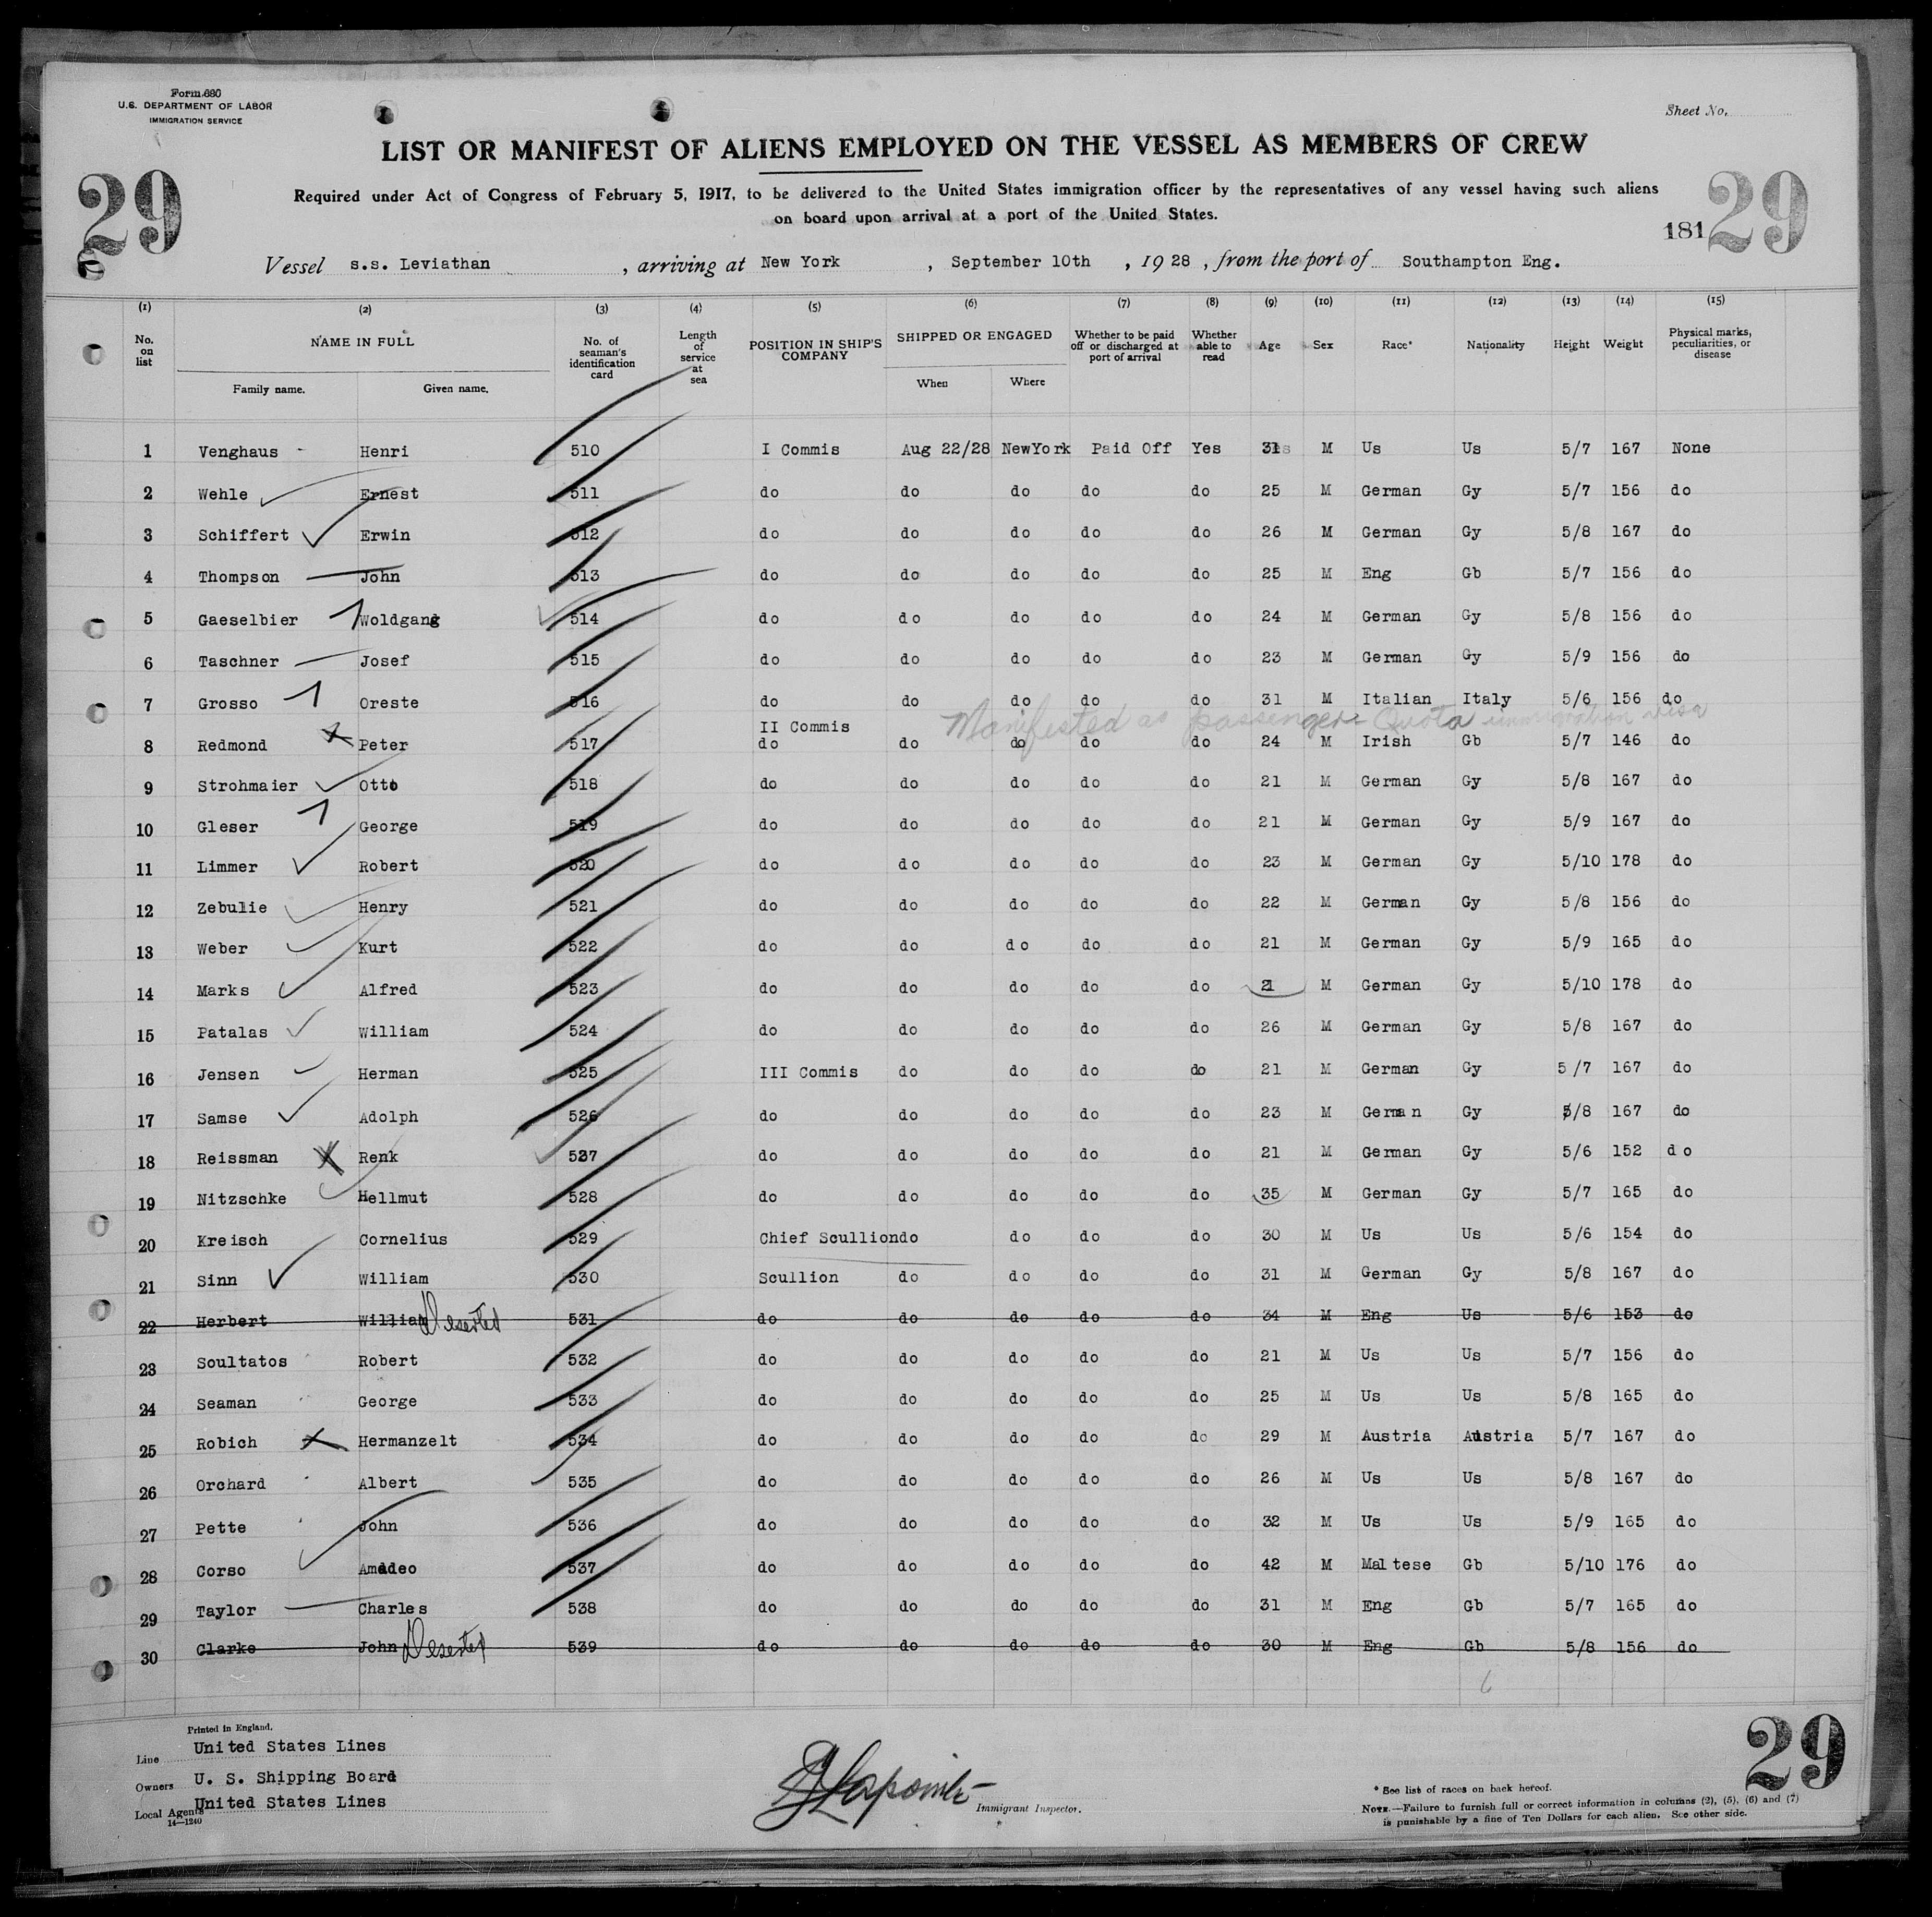 Form 680
U.S. DEPARTMENT OF LABOR
IMMIGRATION SERVICE
Sheet No.
LIST OR MANIFEST OF ALIENS EMPLOYED ON THE VESSEL AS MEMBERS OF CREW
29
Required under Act of Congress of February 5, 1917, to be delivered to the United States immigration officer by the representatives of any vessel having such aliens
on board upon arrival at a port of the United States.
181
29
Vessel s.s. Leviathan, arriving at New York, September 10th, 1928, from the port of Southampton Eng.
(1) (2) (3) (4) (5) (6) (7) (8) (9) (10) (11) (12) (13) (14) (15)
No. on list NAME IN FULL No. of seaman's identification card Length of service at sea POSITION IN SHIP'S COMPANY SHIPPED OR ENGAGED Whether to be paid off or discharged at port of arrival Whether able to read Age Sex Race* Nationality Height Weight Physical marks, peculiarities, or disease
Family name. Given name. When Where
1 Venghaus Henri 510 I Commis Aug 22/28 NewYork Paid Off Yes 31 M Us Us 5/7 167 None
2 Wehle Ernest 511 do do do do do 25 M German Gy 5/7 156 do
3 Schiffert Erwin 512 do do do do do 26 M German Gy 5/8 167 do
4 Thompson John 513 do do do do do 25 M Eng Gb 5/7 156 do
5 Gaeselbier Woldgang 514 do do do do do 24 M German Gy 5/8 156 do
6 Taschner Josef 515 do do do do do 23 M German Gy 5/9 156 do
7 Grosso Oreste 516 do do do do do 31 M Italian Italy 5/6 156 do
Manifested as passenger - Quota immigration visa
II Commis
8 Redmond Peter 517 do do do do do 24 M Irish Gb 5/7 146 do
9 Strohmaier Otto 518 do do do do do 21 M German Gy 5/8 167 do
10 Gleser George 519 do do do do do 21 M German Gy 5/9 167 do
11 Limmer Robert 520 do do do do do 23 M German Gy 5/10 178 do
12 Zebulie Henry 521 do do do do do 22 M German Gy 5/8 156 do
13 Weber Kurt 522 do do do do do 21 M German Gy 5/9 165 do
14 Marks Alfred 523 do do do do do 21 M German Gy 5/10 178 do
15 Patalas William 524 do do do do do 26 M German Gy 5/8 167 do
16 Jensen Herman 525 III Commis do do do do 21 M German Gy 5/7 167 do
17 Samse Adolph 526 do do do do do 23 M German Gy 5/8 167 do
18 Reissman Renk 527 do do do do do 21 M German Gy 5/6 152 do
19 Nitzschke Hellmut 528 do do do do do 35 M German Gy 5/7 165 do
20 Kreisch Cornelius 529 Chief Scullion do do do do 30 M Us Us 5/6 154 do
21 Sinn William 530 Scullion do do do do 31 M German Gy 5/8 167 do
22 Herbert William Deserted 531 do do do do do 34 M Eng Us 5/6 153 do
23 Soultatos Robert 532 do do do do do 21 M Us Us 5/7 156 do
24 Seaman George 533 do do do do do 25 M Us Us 5/8 165 do
25 Robich Hermanzelt 534 do do do do do 29 M Austria Austria 5/7 167 do
26 Orchard Albert 535 do do do do do 26 M Us Us 5/8 167 do
27 Pette John 536 do do do do do 32 M Us Us 5/9 165 do
28 Corso Amadeo 537 do do do do do 42 M Maltese Gb 5/10 176 do
29 Taylor Charles 538 do do do do do 31 M Eng Gb 5/7 165 do
30 Clarke John Deserted 539 do do do do do 30 M Eng Gb 5/8 156 do
6
Printed in England.
Line United States Lines
Owners U. S. Shipping Board
Local Agents United States Lines
14—1240
Immigrant Inspector.
* See list of races on back hereof.
NOTE.—Failure to furnish full or correct information in columns (2), (5), (6) and (7)
is punishable by a fine of Ten Dollars for each alien. See other side.
29